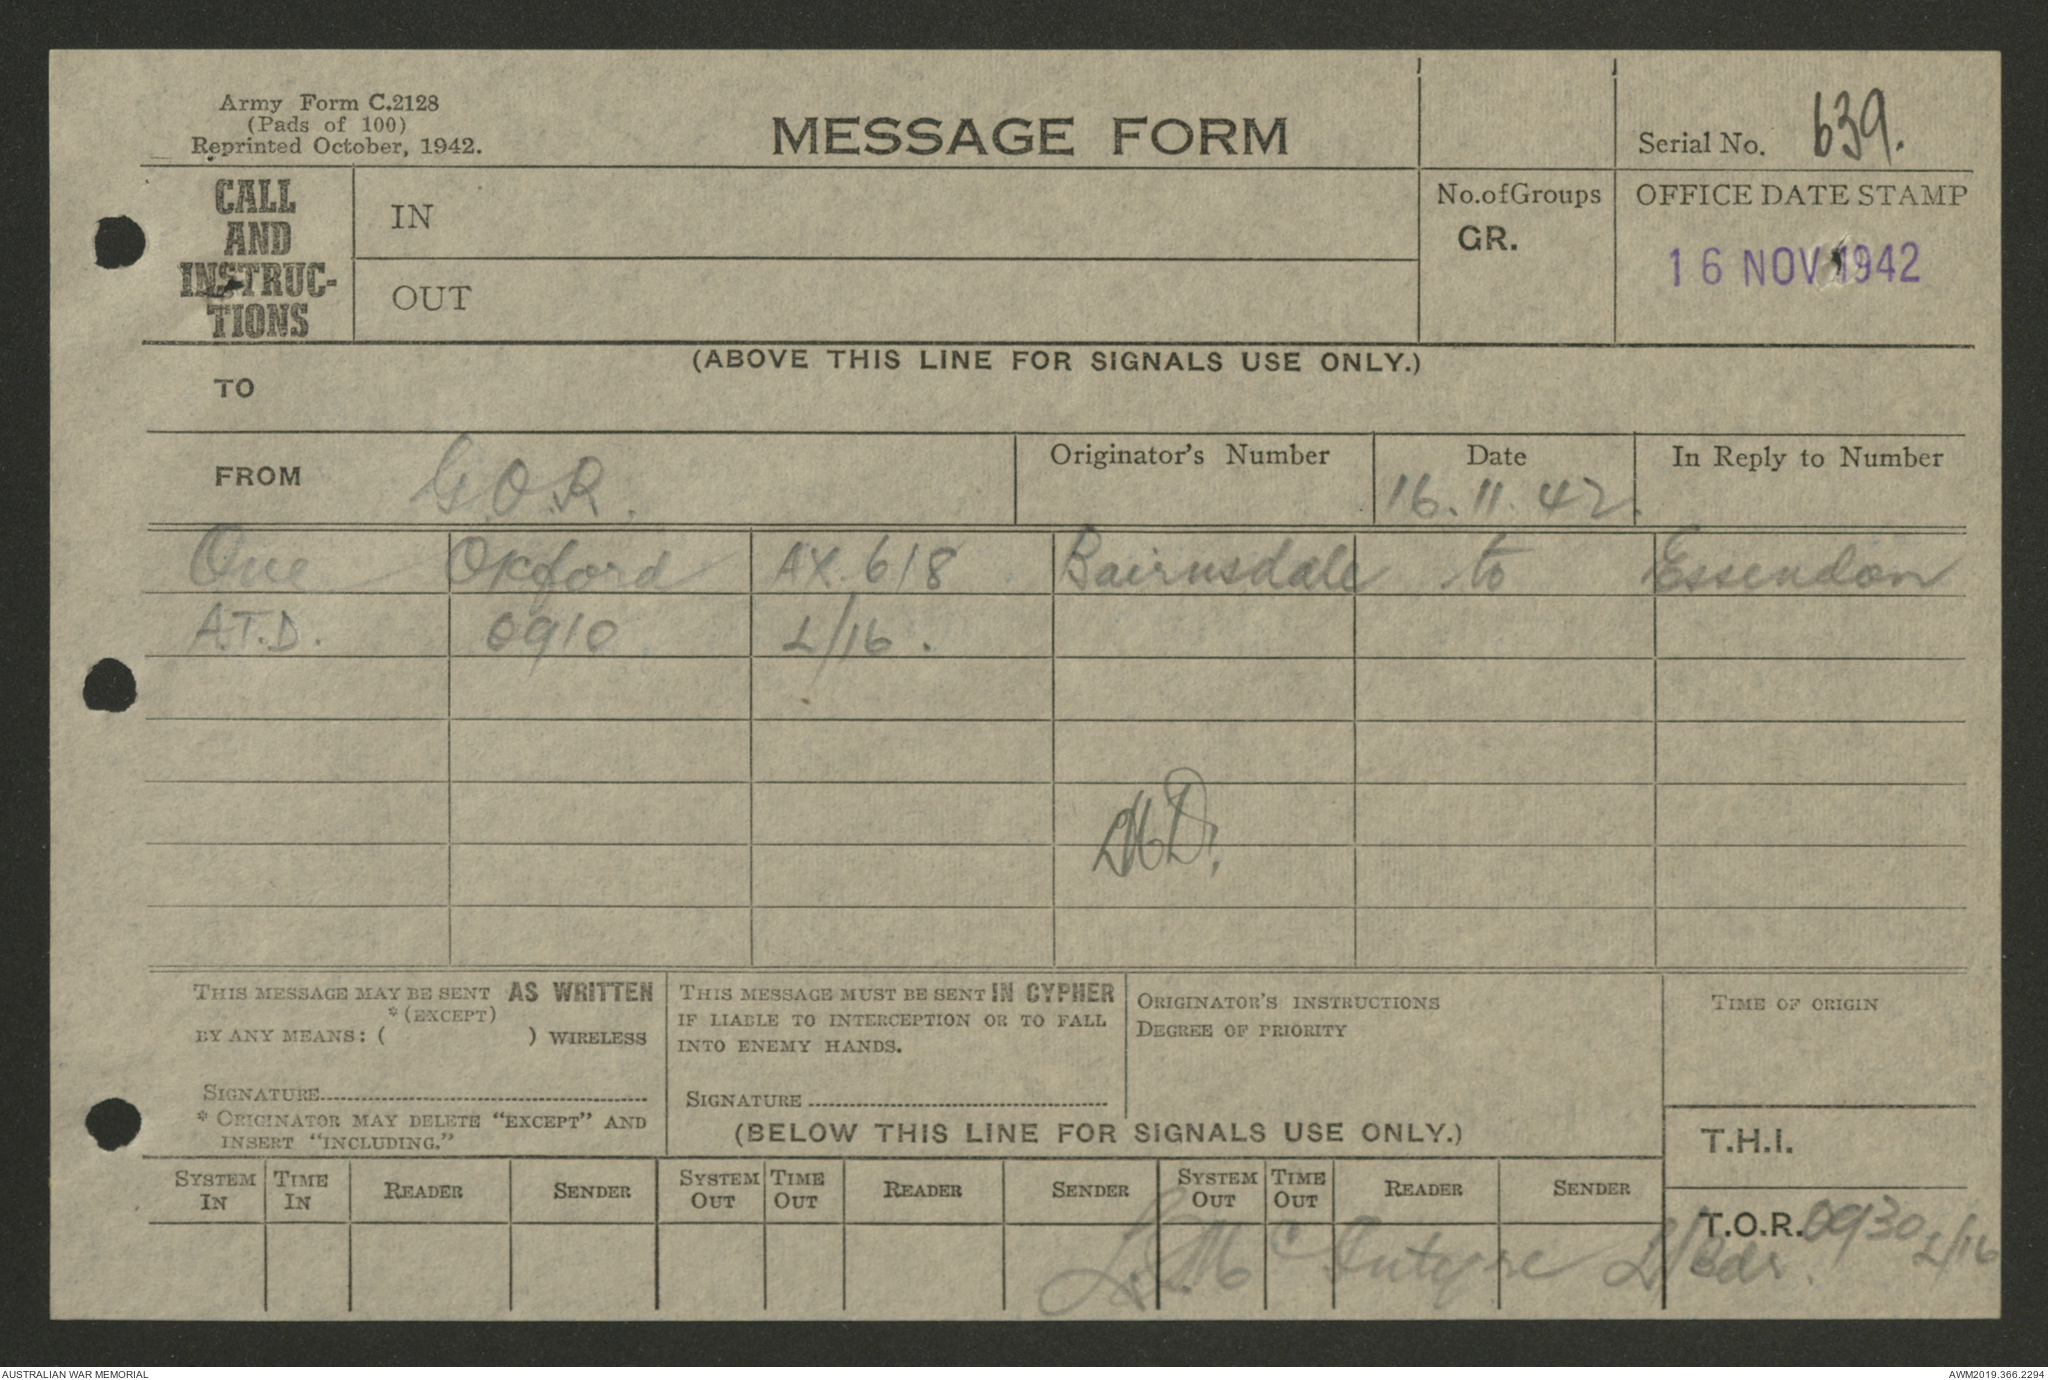 Army Form C.2128
(Pads of 100)
Reprinted October, 1942.
MESSAGE FORM
Serial No. 639.
CALL
AND
INSTRUC-
TIONS
IN
OUT
No.ofGroups
GR.
OFFICE DATE STAMP
16 NOV 1942
(ABOVE THIS LINE FOR SIGNALS USE ONLY.)
TO
FROM G.O.R.
Originator's Number
Date
16.11.42.
In Reply to Number
One Oxford AX.618 Bairnsdale to Essendon
A.T.D. 0910 L/16.
THIS MESSAGE MAY BE SENT AS WRITTEN
*(EXCEPT)
BY ANY MEANS: ( ) WIRELESS
SIGNATURE
* ORIGINATOR MAY DELETE "EXCEPT" AND
INSERT "INCLUDING."
THIS MESSAGE MUST BE SENT IN CYPHER
IF LIABLE TO INTERCEPTION OR TO FALL
INTO ENEMY HANDS.
SIGNATURE
ORIGINATOR'S INSTRUCTIONS
DEGREE OF PRIORITY
TIME OF ORIGIN
(BELOW THIS LINE FOR SIGNALS USE ONLY.)
T.H.I.
SYSTEM IN TIME IN READER SENDER SYSTEM OUT TIME OUT READER SENDER SYSTEM OUT TIME OUT READER SENDER
T.O.R. 0930 L/16
McIntyre L/Bdr.
AUSTRALIAN WAR MEMORIAL
AWM2019.366.2294